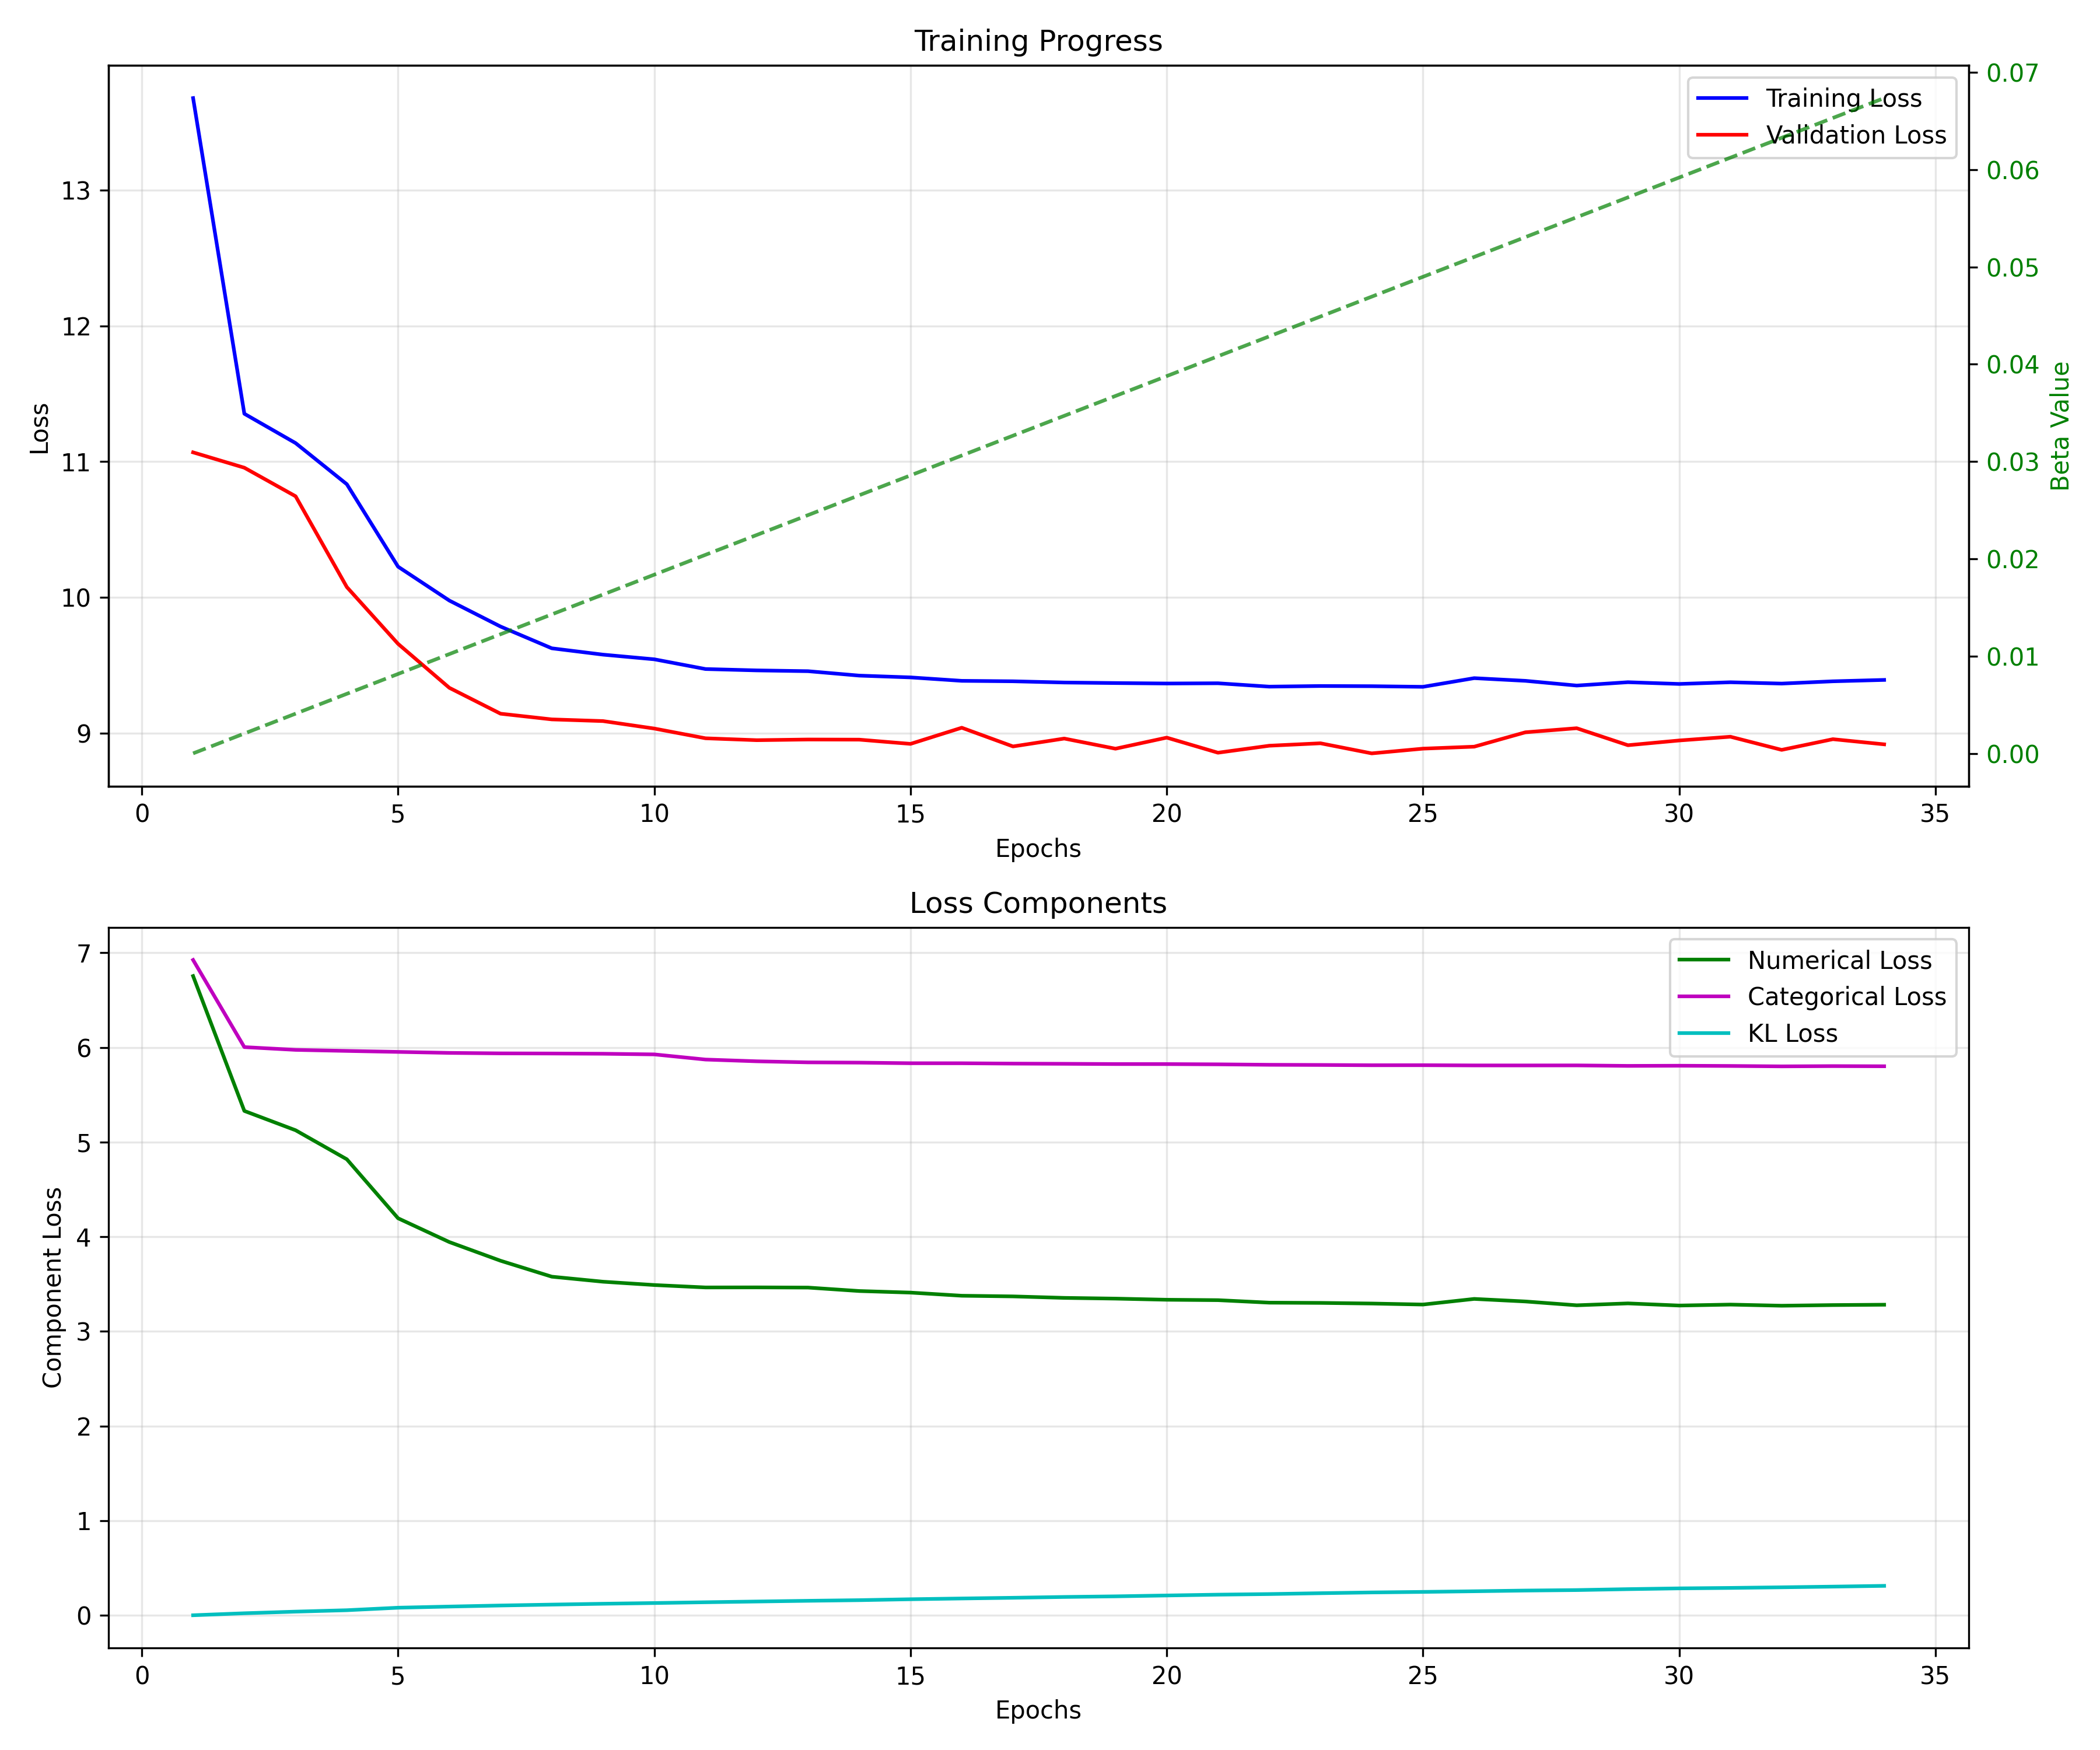 Training Progress
Training Loss
Validation Loss
Loss
13
12
11
10
9
Beta Value
0.07
0.06
0.05
0.04
0.03
0.02
0.01
0.00
0 5 10 15 20 25 30 35
Epochs
Loss Components
Numerical Loss
Categorical Loss
KL Loss
Component Loss
7
6
5
4
3
2
1
0
0 5 10 15 20 25 30 35
Epochs